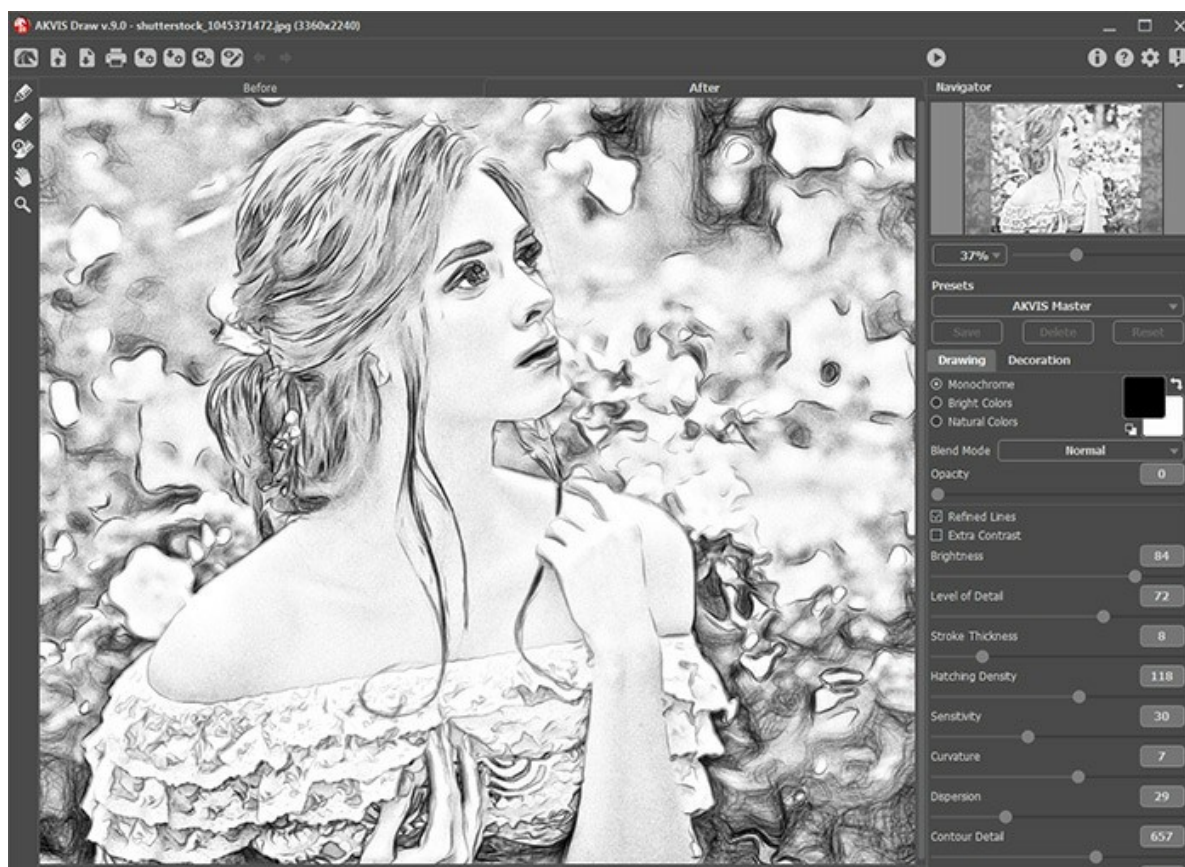 AKVIS Draw v.9.0 - shutterstock_1045371472.jpg (3360x2240)
Before
After
Navigator
37%
Presets
AKVIS Master
Save Delete Reset
Drawing Decoration
Monochrome
Bright Colors
Natural Colors
Blend Mode Normal
Opacity 0
Refined Lines
Extra Contrast
Brightness 84
Level of Detail 72
Stroke Thickness 8
Hatching Density 118
Sensitivity 30
Curvature 7
Dispersion 29
Contour Detail 657